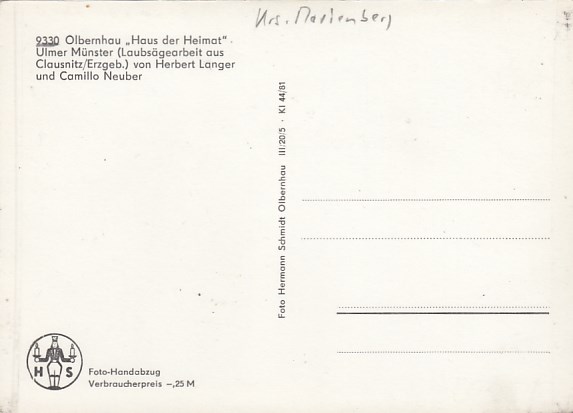 Krs. Marienberg
9330 Olbernhau „Haus der Heimat"
Ulmer Münster (Laubsägearbeit aus
Clausnitz/Erzgeb.) von Herbert Langer
und Camillo Neuber
Foto Hermann Schmidt Olbernhau III/20/5 · Kl 44/81
H S
Foto-Handabzug
Verbraucherpreis -,25 M